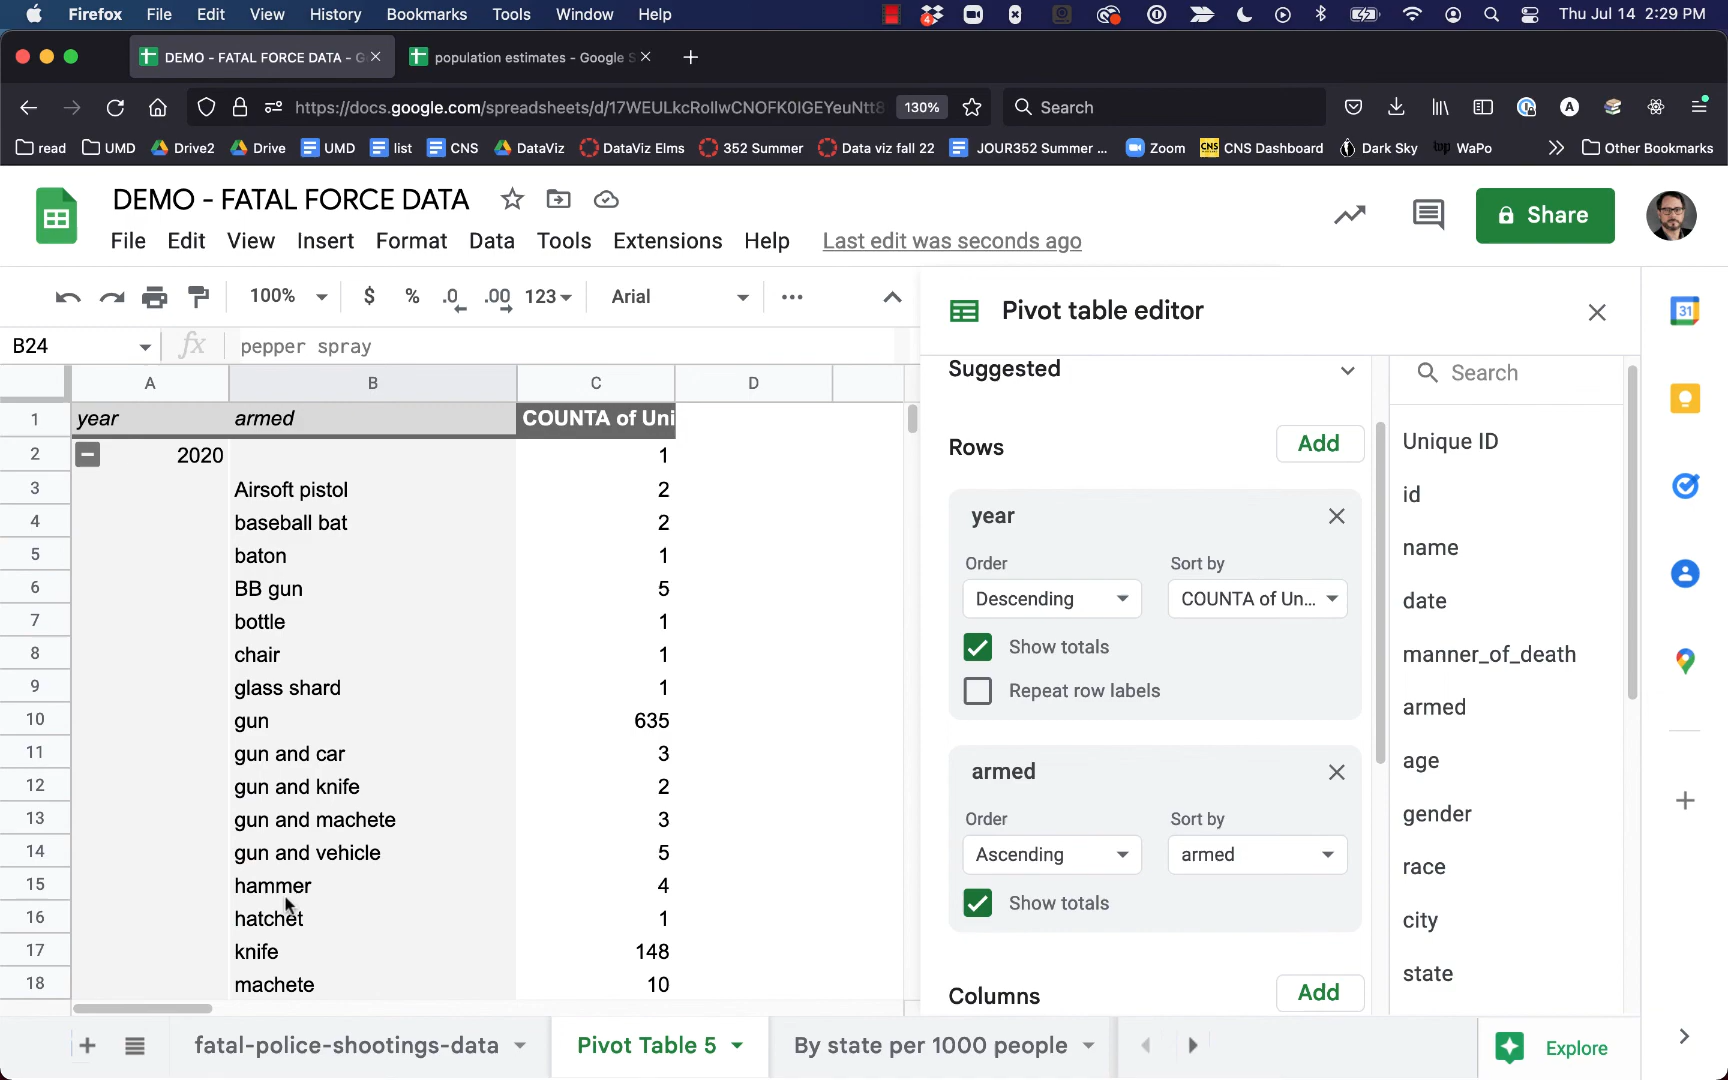 Firefox File Edit View History Bookmarks Tools Window Help Thu Jul 14 2:29 PM
DEMO - FATAL FORCE DATA - G population estimates - Google S
https://docs.google.com/spreadsheets/d/17WEULkcRollwCNOFK0IGEYeuNtt8 130% Search
read UMD Drive2 Drive UMD list CNS DataViz DataViz Elms 352 Summer Data viz fall 22 JOUR352 Summer ... Zoom CNS CNS Dashboard Dark Sky WaPo Other Bookmarks
DEMO - FATAL FORCE DATA
Share
File Edit View Insert Format Data Tools Extensions Help Last edit was seconds ago
100% $ % .0 .00 123 Arial
Pivot table editor
31
B24 fx pepper spray
Suggested
Search
A B C D
1 year armed COUNTA of Uni
2 2020 1
3 Airsoft pistol 2
4 baseball bat 2
5 baton 1
6 BB gun 5
7 bottle 1
8 chair 1
9 glass shard 1
10 gun 635
11 gun and car 3
12 gun and knife 2
13 gun and machete 3
14 gun and vehicle 5
15 hammer 4
16 hatchet 1
17 knife 148
18 machete 10
Rows Add
year
Order Sort by
Descending COUNTA of Un...
Show totals
Repeat row labels
armed
Order Sort by
Ascending armed
Show totals
Columns Add
Unique ID
id
name
date
manner_of_death
armed
age
gender
race
city
state
fatal-police-shootings-data Pivot Table 5 By state per 1000 people Explore